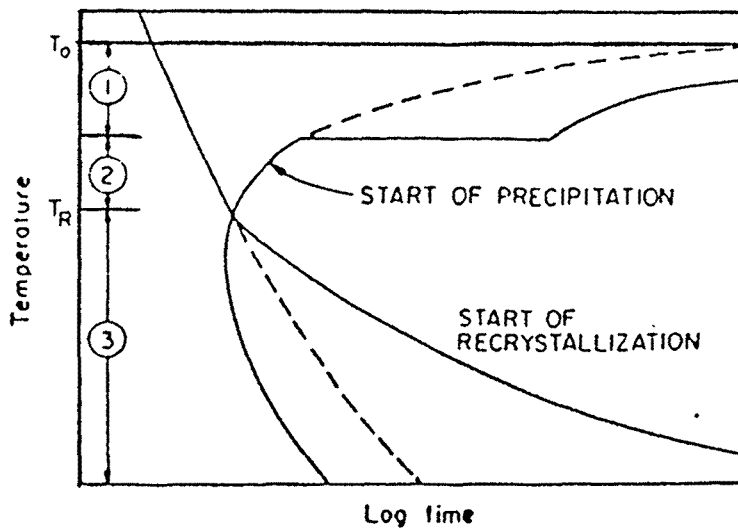 T₀
1
2
START OF PRECIPITATION
T_R
Temperature
START OF
RECRYSTALLIZATION
3
Log time